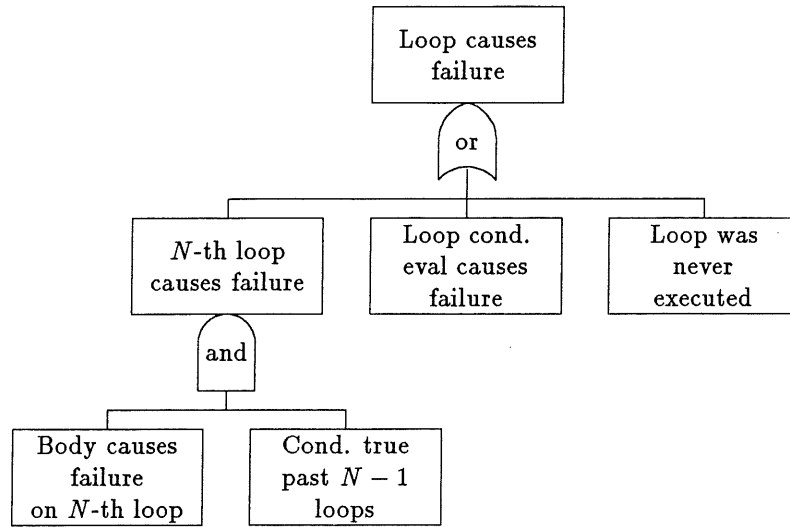 Loop causes
failure
or
N-th loop
causes failure
Loop cond.
eval causes
failure
Loop was
never
executed
and
Body causes
failure
on N-th loop
Cond. true
past N − 1
loops